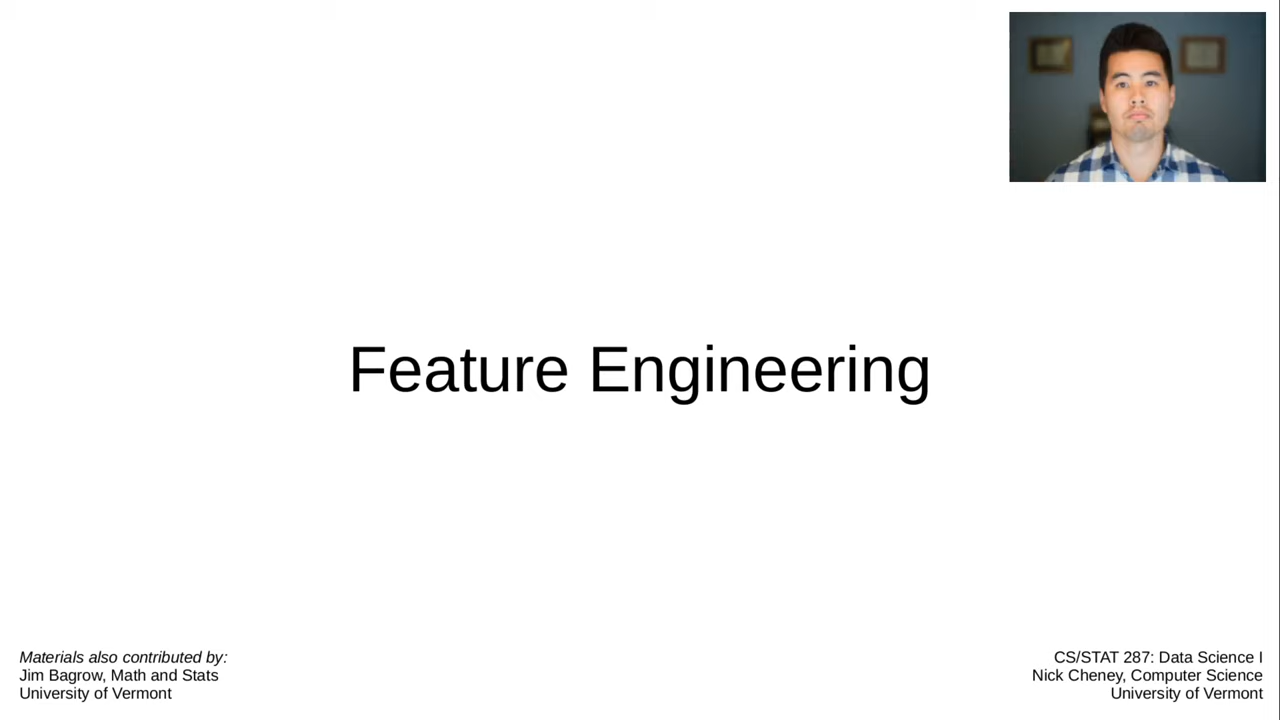 Feature Engineering
Materials also contributed by:
Jim Bagrow, Math and Stats
University of Vermont
CS/STAT 287: Data Science I
Nick Cheney, Computer Science
University of Vermont